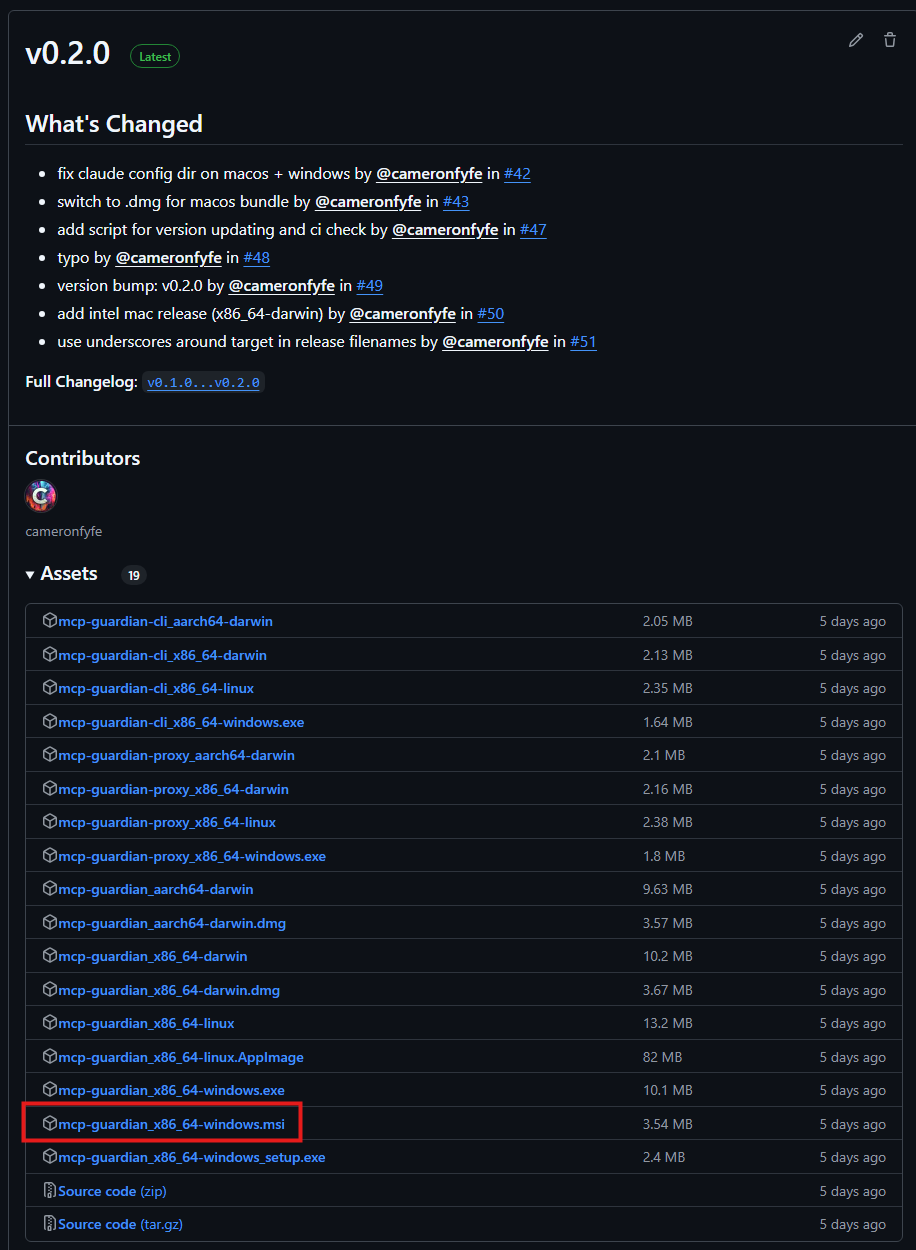 v0.2.0 Latest
What's Changed
fix claude config dir on macos + windows by @cameronfyfe in #42
switch to .dmg for macos bundle by @cameronfyfe in #43
add script for version updating and ci check by @cameronfyfe in #47
typo by @cameronfyfe in #48
version bump: v0.2.0 by @cameronfyfe in #49
add intel mac release (x86_64-darwin) by @cameronfyfe in #50
use underscores around target in release filenames by @cameronfyfe in #51
Full Changelog: v0.1.0...v0.2.0
Contributors
C
cameronfyfe
Assets 19
mcp-guardian-cli_aarch64-darwin 2.05 MB 5 days ago
mcp-guardian-cli_x86_64-darwin 2.13 MB 5 days ago
mcp-guardian-cli_x86_64-linux 2.35 MB 5 days ago
mcp-guardian-cli_x86_64-windows.exe 1.64 MB 5 days ago
mcp-guardian-proxy_aarch64-darwin 2.1 MB 5 days ago
mcp-guardian-proxy_x86_64-darwin 2.16 MB 5 days ago
mcp-guardian-proxy_x86_64-linux 2.38 MB 5 days ago
mcp-guardian-proxy_x86_64-windows.exe 1.8 MB 5 days ago
mcp-guardian_aarch64-darwin 9.63 MB 5 days ago
mcp-guardian_aarch64-darwin.dmg 3.57 MB 5 days ago
mcp-guardian_x86_64-darwin 10.2 MB 5 days ago
mcp-guardian_x86_64-darwin.dmg 3.67 MB 5 days ago
mcp-guardian_x86_64-linux 13.2 MB 5 days ago
mcp-guardian_x86_64-linux.AppImage 82 MB 5 days ago
mcp-guardian_x86_64-windows.exe 10.1 MB 5 days ago
mcp-guardian_x86_64-windows.msi 3.54 MB 5 days ago
mcp-guardian_x86_64-windows_setup.exe 2.4 MB 5 days ago
Source code (zip) 5 days ago
Source code (tar.gz) 5 days ago